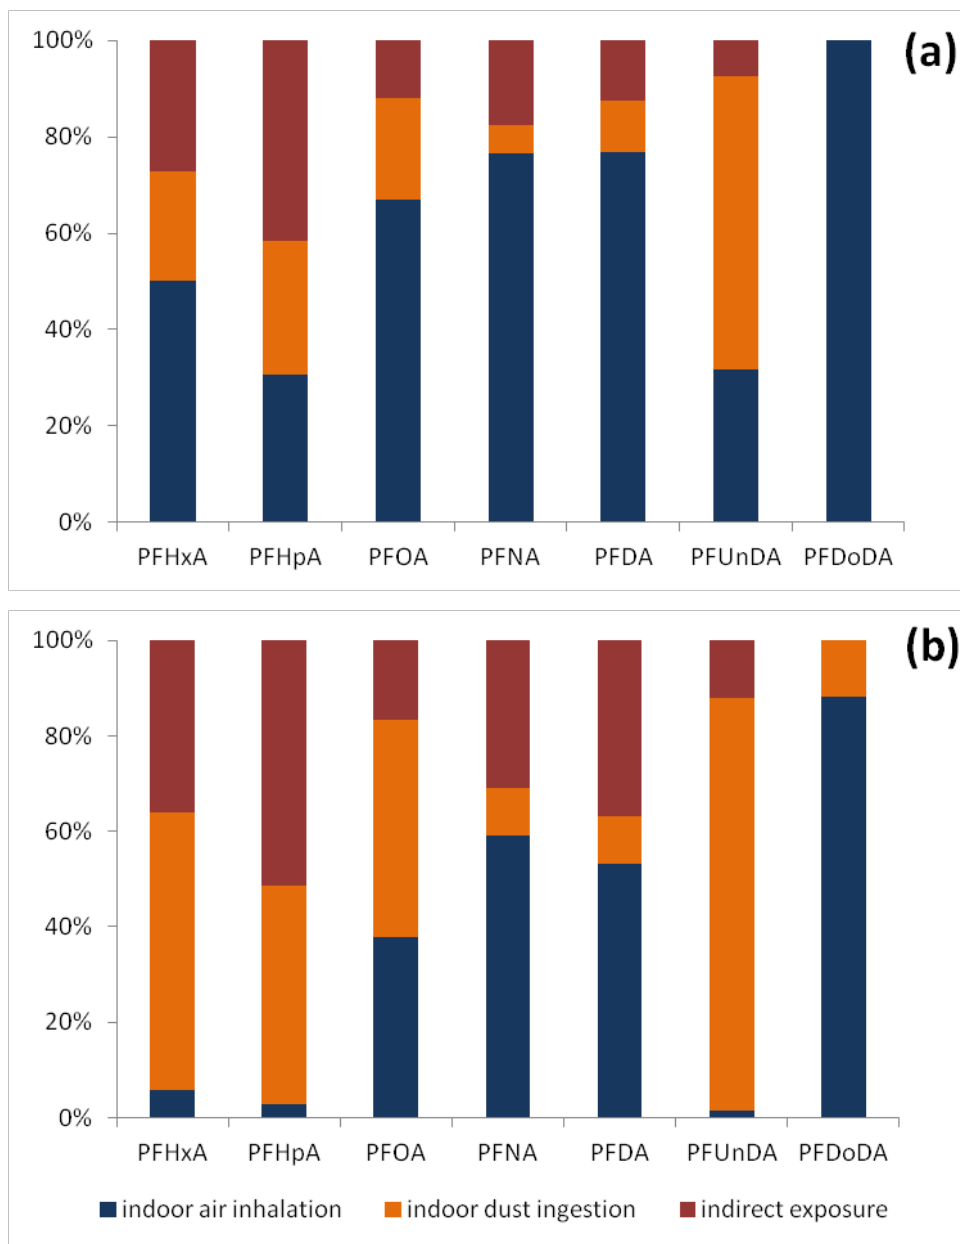 100%
(a)
80%
60%
40%
20%
0%
PFHxA PFHpA PFOA PFNA PFDA PFUnDA PFDoDA
100%
(b)
80%
60%
40%
20%
0%
PFHxA PFHpA PFOA PFNA PFDA PFUnDA PFDoDA
indoor air inhalation indoor dust ingestion indirect exposure